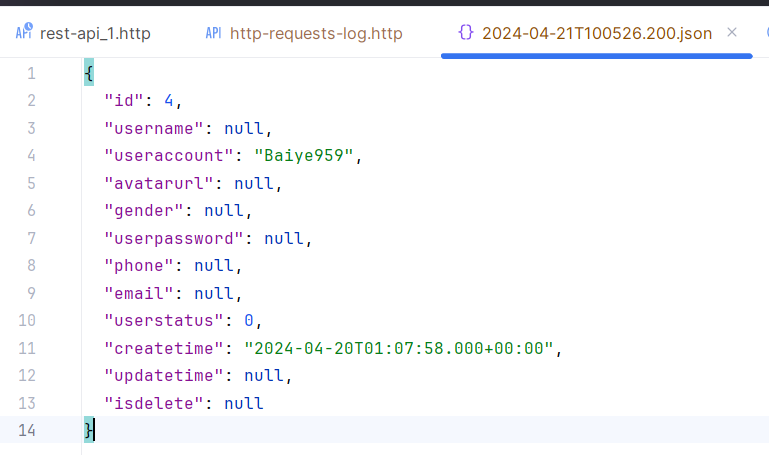 API rest-api_1.http API http-requests-log.http {} 2024-04-21T100526.200.json ×
1 {
2 "id": 4,
3 "username": null,
4 "useraccount": "Baiye959",
5 "avatarurl": null,
6 "gender": null,
7 "userpassword": null,
8 "phone": null,
9 "email": null,
10 "userstatus": 0,
11 "createtime": "2024-04-20T01:07:58.000+00:00",
12 "updatetime": null,
13 "isdelete": null
14 }